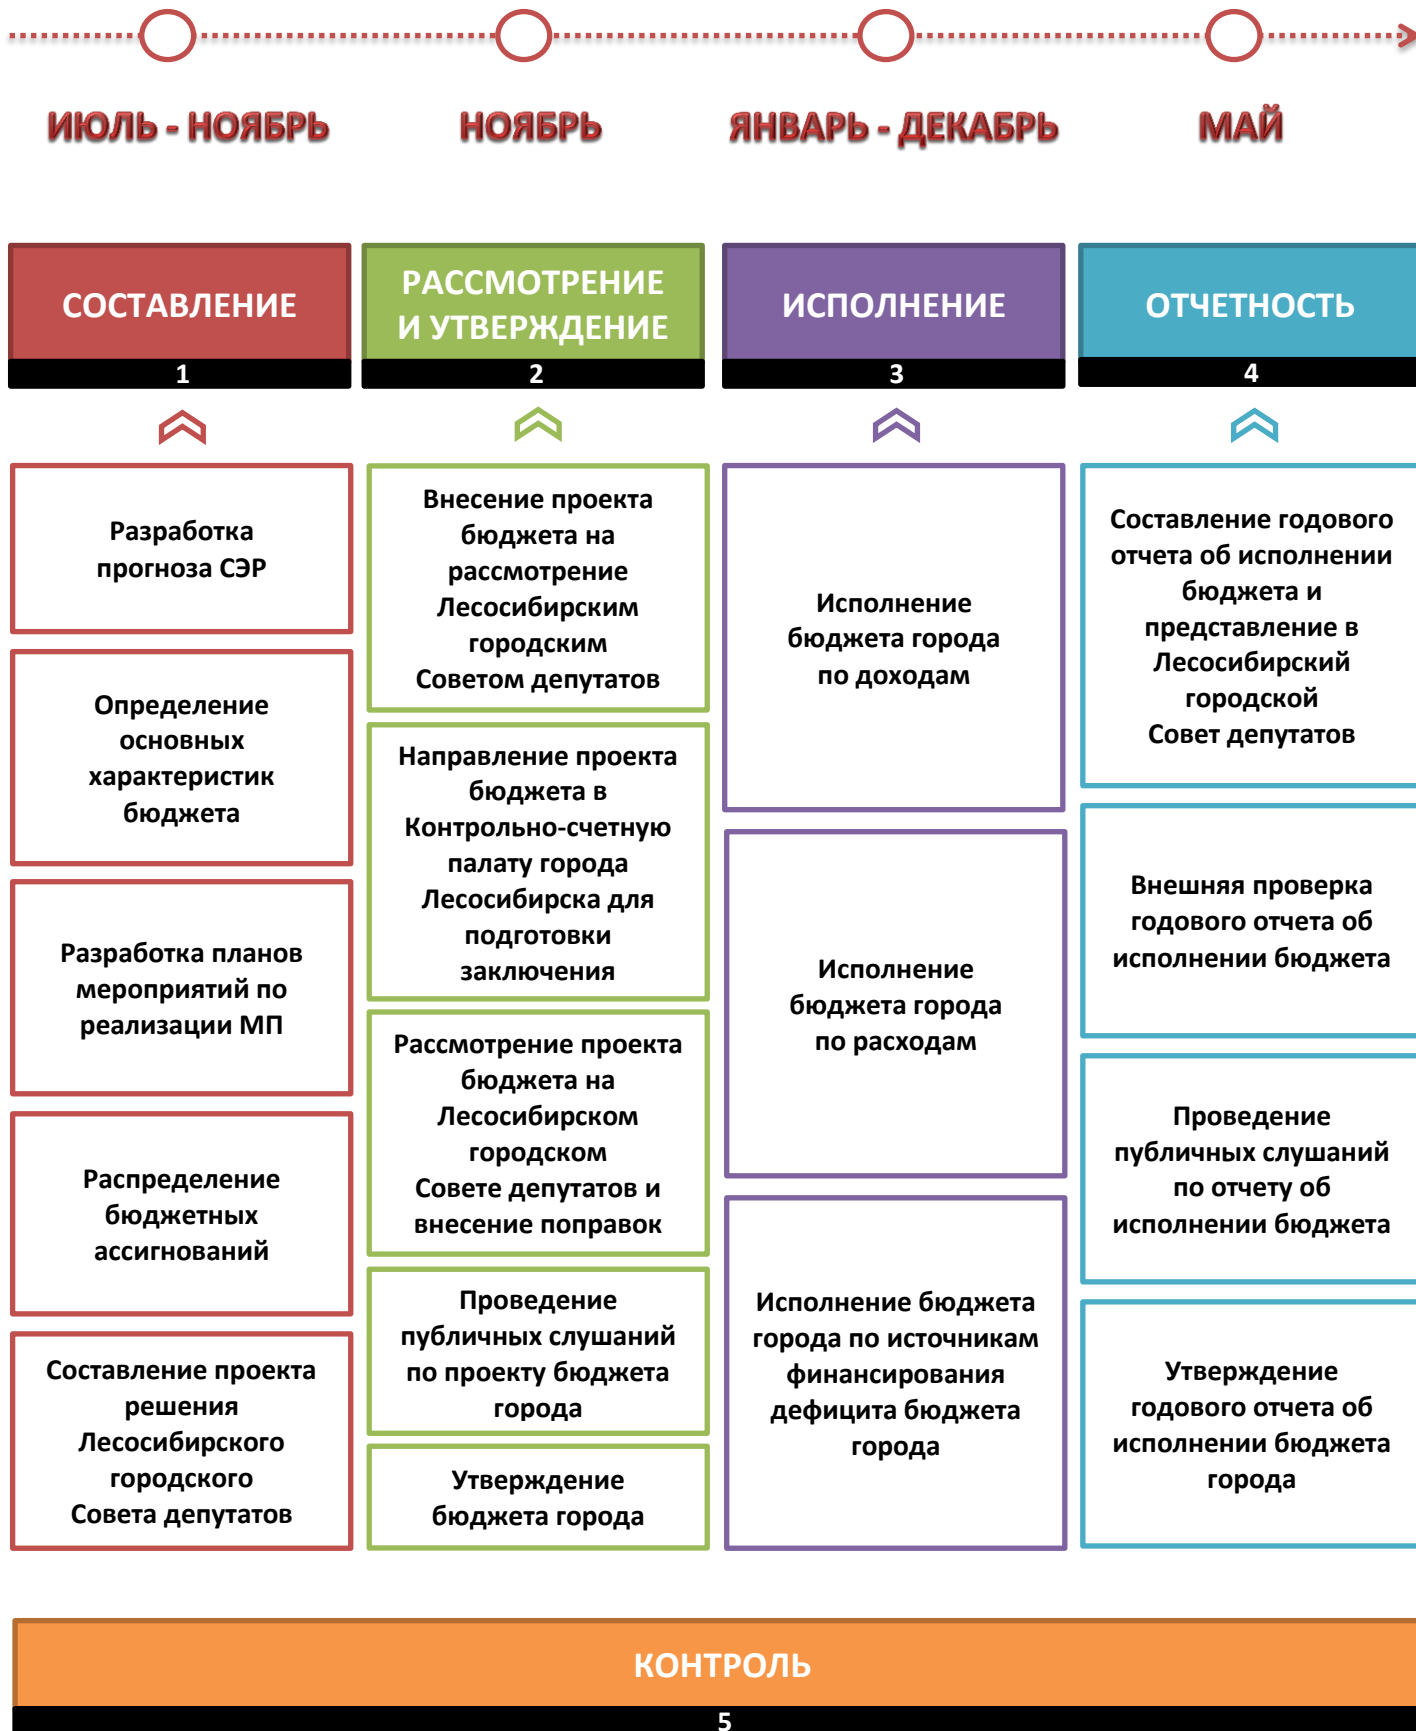 ИЮЛЬ - НОЯБРЬ
НОЯБРЬ
ЯНВАРЬ - ДЕКАБРЬ
МАЙ
СОСТАВЛЕНИЕ
1
РАССМОТРЕНИЕ
И УТВЕРЖДЕНИЕ
2
ИСПОЛНЕНИЕ
3
ОТЧЕТНОСТЬ
4
Разработка
прогноза СЭР
Определение
основных
характеристик
бюджета
Разработка планов
мероприятий по
реализации МП
Распределение
бюджетных
ассигнований
Составление проекта
решения
Лесосибирского
городского
Совета депутатов
Внесение проекта
бюджета на
рассмотрение
Лесосибирским
городским
Советом депутатов
Направление проекта
бюджета в
Контрольно-счетную
палату города
Лесосибирска для
подготовки
заключения
Рассмотрение проекта
бюджета на
Лесосибирском
городском
Совете депутатов и
внесение поправок
Проведение
публичных слушаний
по проекту бюджета
города
Утверждение
бюджета города
Исполнение
бюджета города
по доходам
Исполнение
бюджета города
по расходам
Исполнение бюджета
города по источникам
финансирования
дефицита бюджета
города
Составление годового
отчета об исполнении
бюджета и
представление в
Лесосибирский
городской
Совет депутатов
Внешняя проверка
годового отчета об
исполнении бюджета
Проведение
публичных слушаний
по отчету об
исполнении бюджета
Утверждение
годового отчета об
исполнении бюджета
города
КОНТРОЛЬ
5